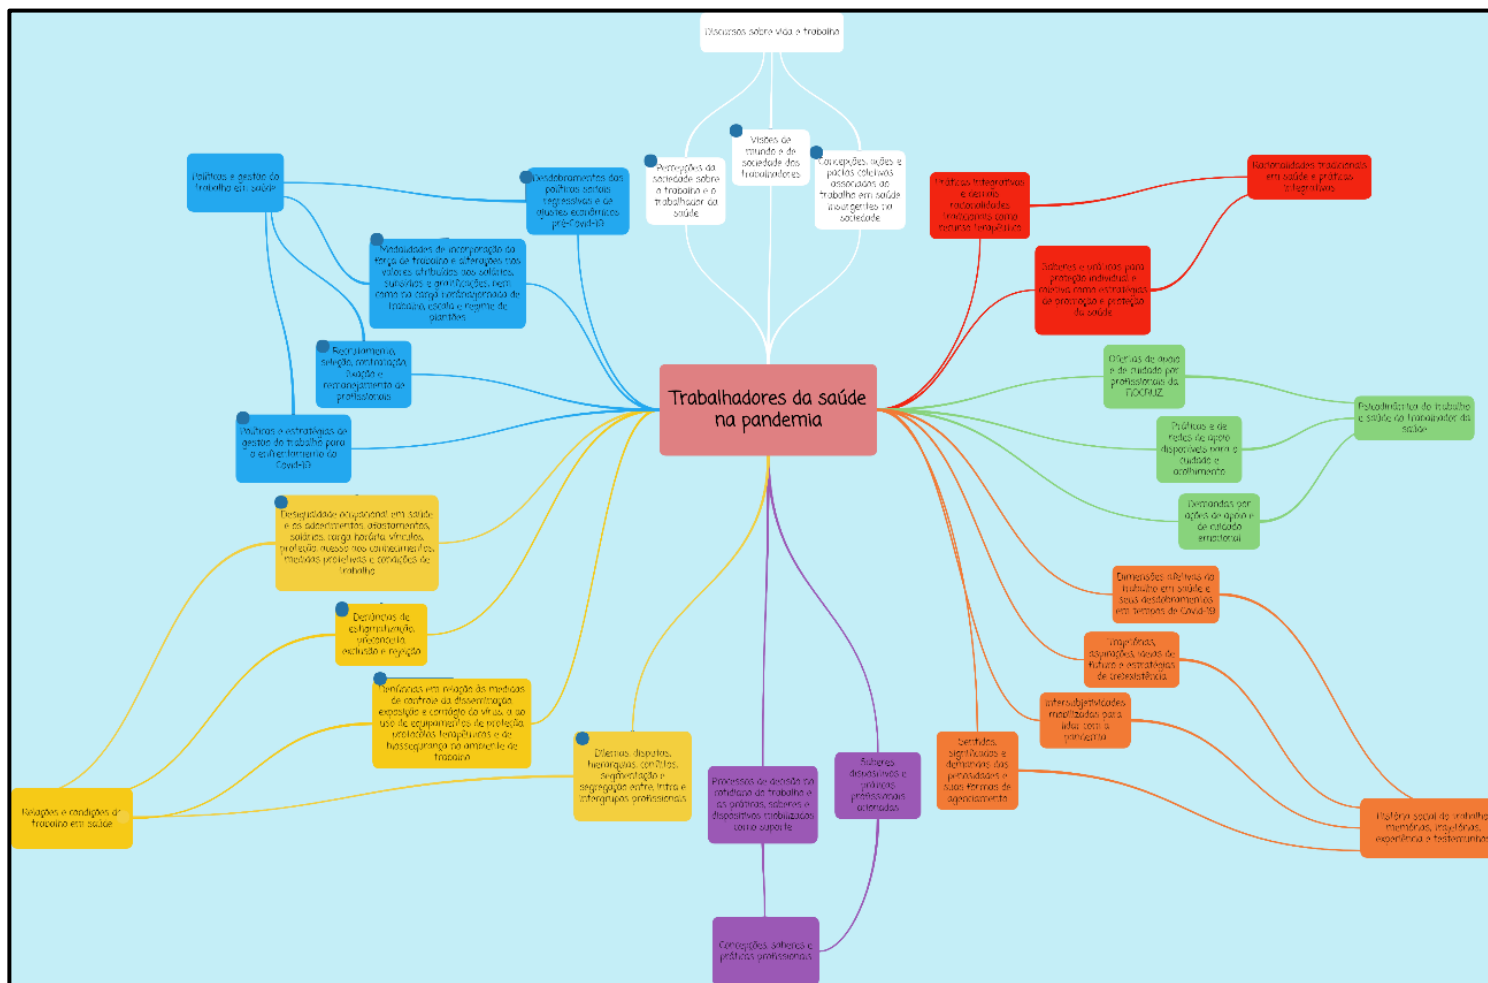 Discursos sobre vida e trabalho
Percepções da
sociedade sobre
o trabalho e o
trabalhador da
saúde
Visões de
mundo e de
sociedade dos
trabalhadores
Concepções, ações e
pactos coletivos
associados ao
trabalho em saúde
insurgentes na
sociedade
Políticas e gestão do
trabalho em saúde
Desdobramentos das
políticas sociais
regressivas e de
ajustes econômicos
pré-Covid-19
Modalidades de incorporação da
força de trabalho e alterações nos
valores atribuídos aos salários,
subsídios e gratificações, bem
como na carga horária/jornada de
trabalho, escala e regime de
plantões
Recrutamento,
seleção, contratação,
fixação e
remanejamento de
profissionais
Políticas e estratégias de
gestão do trabalho para
o enfrentamento do
Covid-19
Práticas integrativas
e demais
racionalidades
tradicionais como
recurso terapêutico
Racionalidades tradicionais
em saúde e práticas
integrativas
Saberes e práticas para
proteção individual e
coletiva como estratégias
de promoção e proteção
da saúde
Ofertas de apoio
e de cuidado por
profissionais da
FIOCRUZ
Práticas e de
redes de apoio
disponíveis para o
cuidado e
acolhimento
Demandas por
ações de apoio e
de cuidado
emocional
Psicodinâmica do trabalho
e saúde do trabalhador da
saúde
Trabalhadores da saúde
na pandemia
Desigualdade ocupacional em saúde
e os adoecimentos, afastamentos,
salários, carga horária, vínculos,
proteção, acesso aos conhecimentos,
medidas protetivas e condições de
trabalho
Denúncias de
estigmatização,
preconceito,
exclusão e rejeição
Denúncias em relação às medidas
de controle da disseminação,
exposição e contágio do vírus, a ao
uso de equipamentos de proteção,
protocolos terapêuticos e de
biossegurança no ambiente de
trabalho
Dilemas, disputas,
hierarquias, conflitos,
segmentação e
segregação entre, intra e
intergrupos profissionais
Relações e condições de
trabalho em saúde
Processos de decisão no
cotidiano do trabalho e
as práticas, saberes e
dispositivos mobilizados
como suporte
Saberes
dispositivos e
práticas
profissionais
acionadas
Concepções, saberes e
práticas profissionais
Dimensões afetivas no
trabalho em saúde e
seus desdobramentos
em tempos de Covid-19
Trajetórias,
aspirações, ideias de
futuro e estratégias
de (re)existência
Intersubjetividades
mobilizadas para
lidar com a
pandemia
Sentidos,
significados e
demandas das
penosidades e
suas formas de
agenciamento
História social do trabalho,
memórias, trajetórias,
experiência e testemunhos